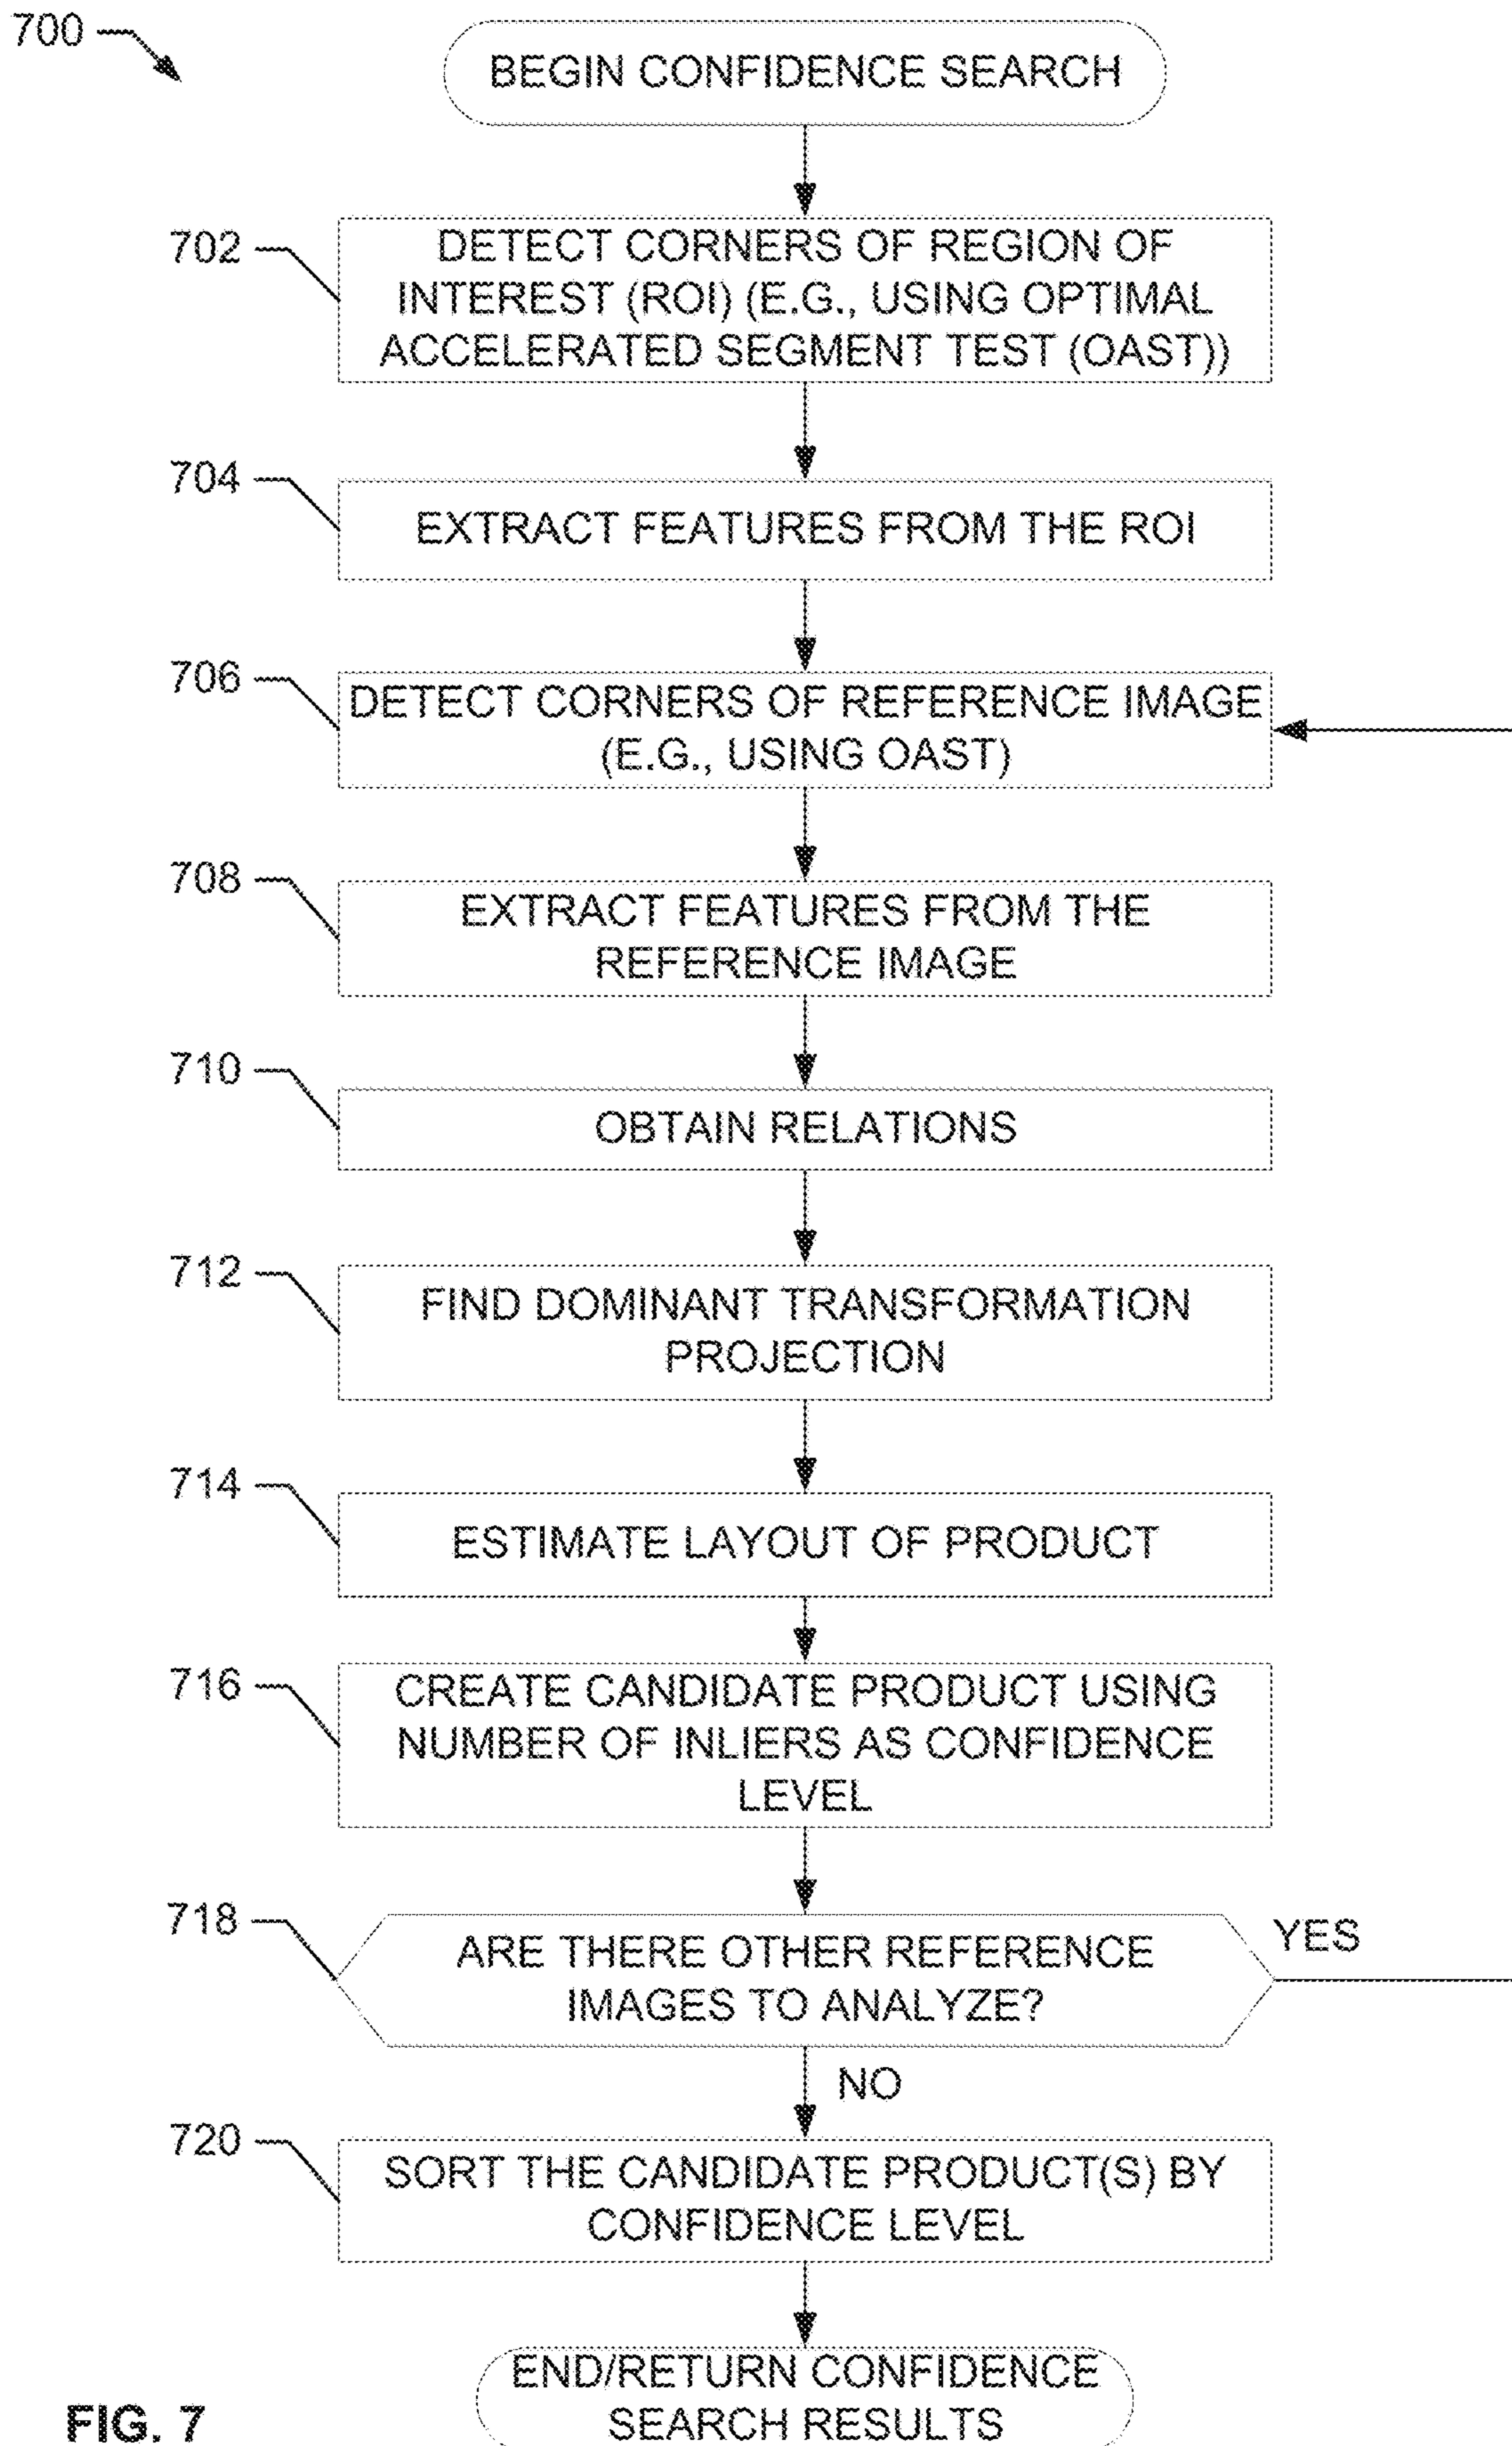 700
BEGIN CONFIDENCE SEARCH
702
DETECT CORNERS OF REGION OF
INTEREST (ROI) (E.G., USING OPTIMAL
ACCELERATED SEGMENT TEST (OAST))
704
EXTRACT FEATURES FROM THE ROI
706
DETECT CORNERS OF REFERENCE IMAGE
(E.G., USING OAST)
708
EXTRACT FEATURES FROM THE
REFERENCE IMAGE
710
OBTAIN RELATIONS
712
FIND DOMINANT TRANSFORMATION
PROJECTION
714
ESTIMATE LAYOUT OF PRODUCT
716
CREATE CANDIDATE PRODUCT USING
NUMBER OF INLIERS AS CONFIDENCE
LEVEL
718
ARE THERE OTHER REFERENCE
IMAGES TO ANALYZE?
YES
NO
720
SORT THE CANDIDATE PRODUCT(S) BY
CONFIDENCE LEVEL
END/RETURN CONFIDENCE
SEARCH RESULTS
FIG. 7